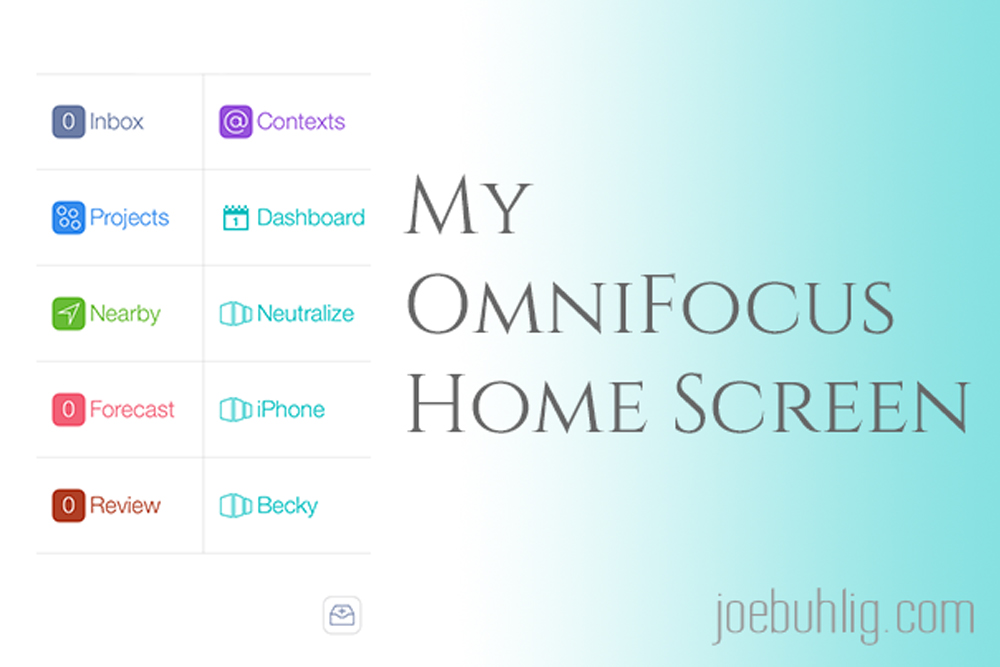 0 Inbox
@ Contexts
Projects
1 Dashboard
Nearby
Neutralize
0 Forecast
iPhone
0 Review
Becky
My
OmniFocus
Home Screen
joebuhlig.com